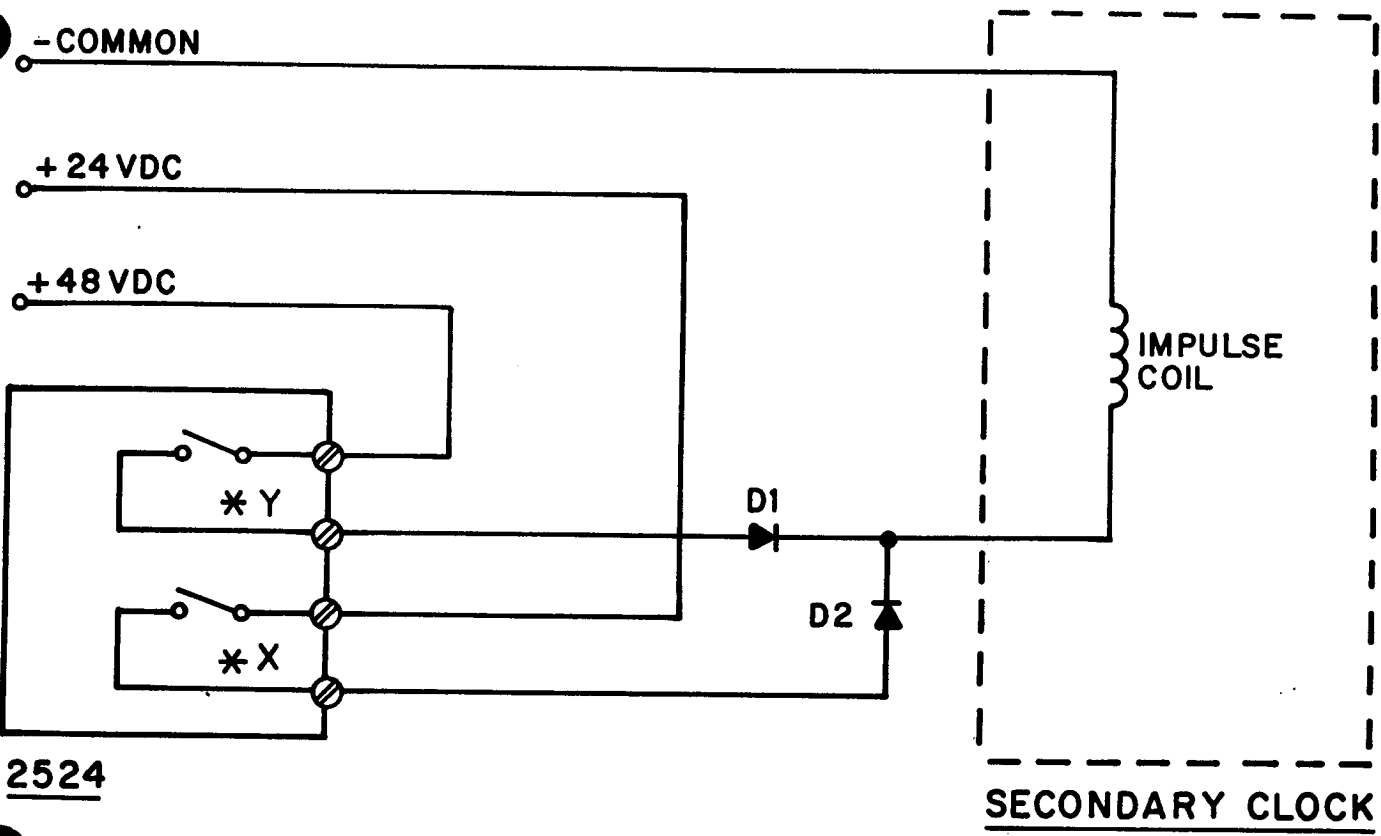 -COMMON
+24VDC
+48VDC
IMPULSE
COIL
* Y
D1
D2
* X
2524
SECONDARY CLOCK